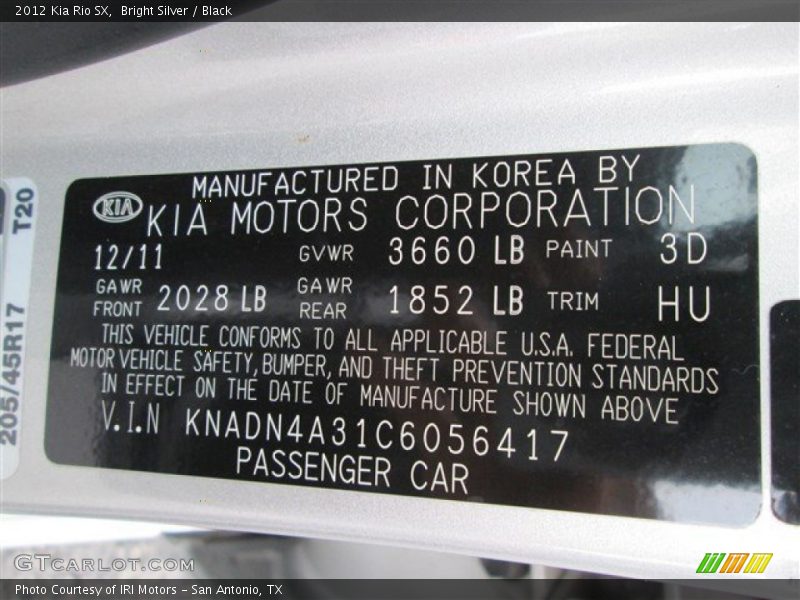 2012 Kia Rio SX,  Bright Silver / Black
MANUFACTURED IN KOREA BY
KIA KIA MOTORS CORPORATION
12/11 GVWR 3660 LB PAINT 3D
GAWR FRONT 2028 LB GAWR REAR 1852 LB TRIM HU
THIS VEHICLE CONFORMS TO ALL APPLICABLE U.S.A. FEDERAL
MOTOR VEHICLE SAFETY, BUMPER, AND THEFT PREVENTION STANDARDS
IN EFFECT ON THE DATE OF MANUFACTURE SHOWN ABOVE
V.I.N KNADN4A31C6056417
PASSENGER CAR
205/45R17 T20
GTCARLOT.COM
Photo Courtesy of IRI Motors – San Antonio, TX